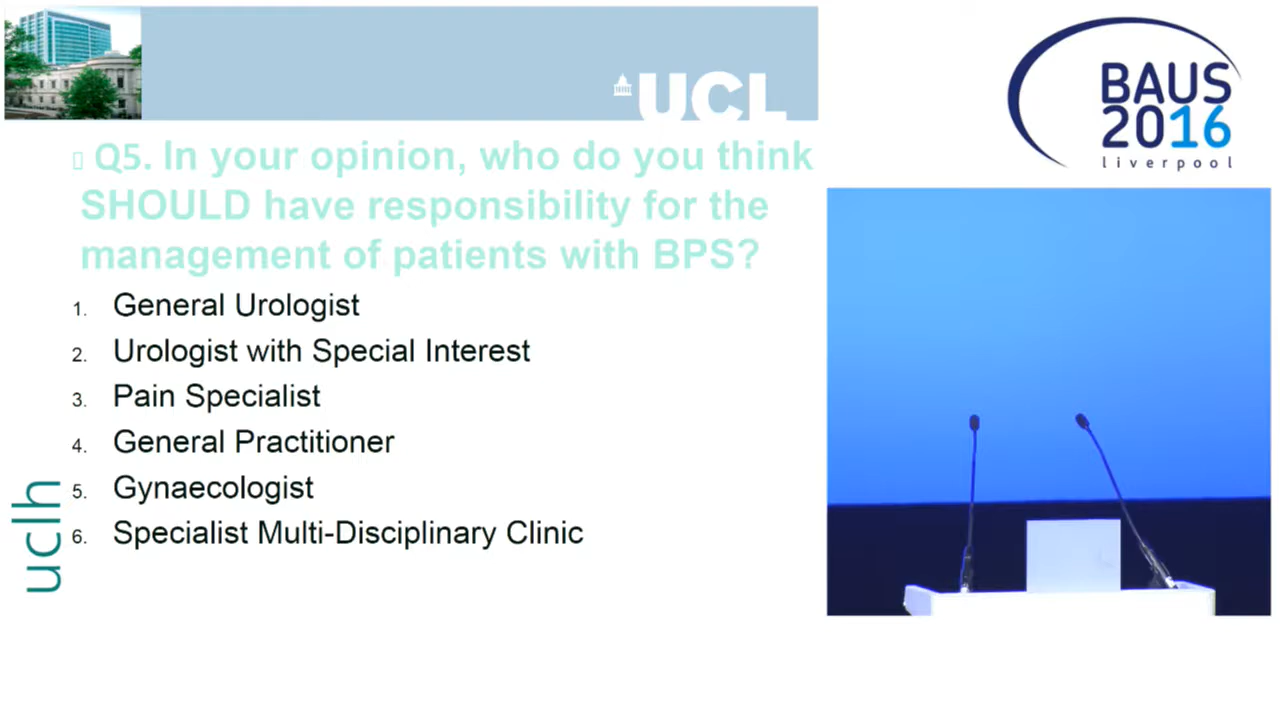 UCL
BAUS
2016
liverpool
Q5. In your opinion, who do you think
SHOULD have responsibility for the
management of patients with BPS?
1. General Urologist
2. Urologist with Special Interest
3. Pain Specialist
4. General Practitioner
5. Gynaecologist
6. Specialist Multi-Disciplinary Clinic
uclh